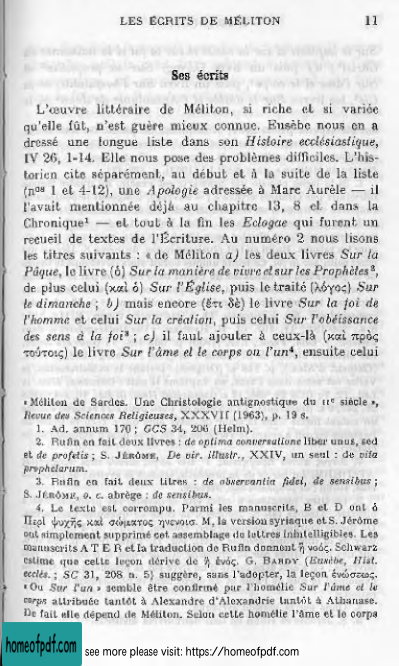 LES ÉCRITS DE MÉLITON 11
Ses écrits
L'œuvre littéraire de Méliton, si riche et si variée
qu'elle fût, n'est guère mieux connue. Eusèbe nous en a
dressé une longue liste dans son Histoire ecclésiastique,
IV 26, 1-14. Elle nous pose des problèmes difficiles. L'his-
torien cite séparément, au début et à la suite de la liste
(nos 1 et 4-12), une Apologie adressée à Marc Aurèle — il
l'avait mentionnée déjà au chapitre 13, 8 et dans la
Chronique¹ — et tout à la fin les Eclogae qui furent un
recueil de textes de l'Écriture. Au numéro 2 nous lisons
les titres suivants : « de Méliton a) les deux livres Sur la
Pâque, le livre (ὁ) Sur la manière de vivre et sur les Prophètes²,
de plus celui (καὶ ὁ) Sur l'Église, puis le traité (λόγος) Sur
le dimanche ; b) mais encore (ἔτι δὲ) le livre Sur la foi de
l'homme et celui Sur la création, puis celui Sur l'obéissance
des sens à la foi³ ; c) il faut ajouter à ceux-là (καὶ πρὸς
τούτοις) le livre Sur l'âme et le corps ou l'un⁴, ensuite celui
« Méliton de Sardes. Une Christologie antignostique du IIe siècle »,
Revue des Sciences Religieuses, XXXVII (1963), p. 19 s.
1. Ad. annum 170 ; GCS 34, 206 (Helm).
2. Rufin en fait deux livres : de optima conversatione liber unus, sed
et de profetis ; S. JÉRÔME, De vir. illustr., XXIV, un seul : de vita
prophetarum.
3. Rufin en fait deux titres : de observantia fidei, de sensibus ;
S. JÉRÔME, o. c. abrège : de sensibus.
4. Le texte est corrompu. Parmi les manuscrits, B et D ont ὁ
Περὶ ψυχῆς καὶ σώματος ηνενοις. M, la version syriaque et S. Jérôme
ont simplement supprimé cet assemblage de lettres inintelligibles. Les
manuscrits A T E R et la traduction de Rufin donnent ἢ νοός. Schwarz
estime que cette leçon dérive de ἢ ἑνός. G. BARDY (Eusèbe, Hist.
ecclés. ; SC 31, 208 n. 5) suggère, sans l'adopter, la leçon ἑνώσεως.
« Ou Sur l'un » semble être confirmé par l'homélie Sur l'âme et le
corps attribuée tantôt à Alexandre d'Alexandrie tantôt à Athanase.
De fait elle dépend de Méliton. Selon cette homélie l'âme et le corps
homeofpdf.com see more please visit: https://homeofpdf.com